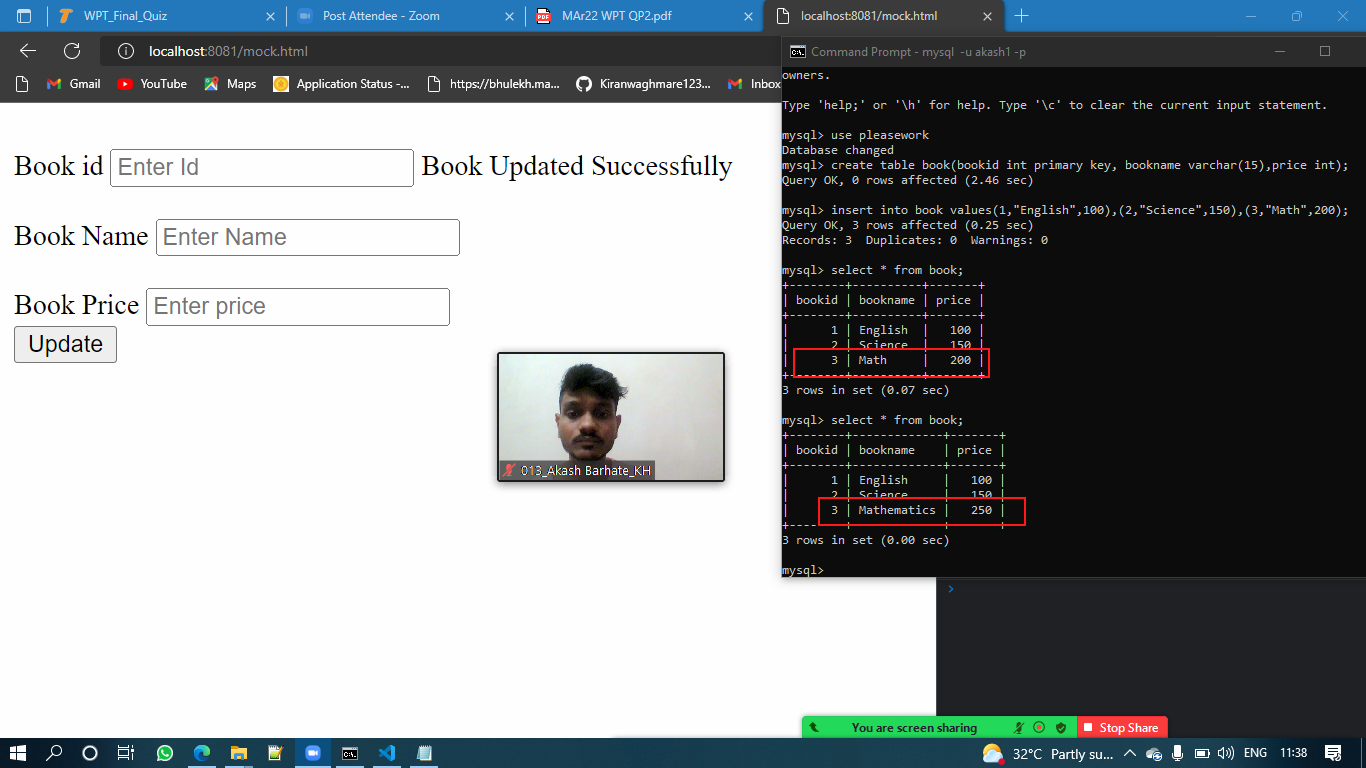 WPT_Final_Quiz
Post Attendee - Zoom
MAr22 WPT QP2.pdf
localhost:8081/mock.html
localhost:8081/mock.html
Gmail
YouTube
Maps
Application Status -...
https://bhulekh.ma...
Kiranwaghmare123...
Inbox
Book id
Enter Id
Book Updated Successfully
Book Name
Enter Name
Book Price
Enter price
Update
013_Akash Barhate_KH
Command Prompt - mysql -u akash1 -p
owners.
Type 'help;' or '\h' for help. Type '\c' to clear the current input statement.
mysql> use pleasework
Database changed
mysql> create table book(bookid int primary key, bookname varchar(15),price int);
Query OK, 0 rows affected (2.46 sec)
mysql> insert into book values(1,"English",100),(2,"Science",150),(3,"Math",200);
Query OK, 3 rows affected (0.25 sec)
Records: 3  Duplicates: 0  Warnings: 0
mysql> select * from book;
+--------+----------+-------+
| bookid | bookname | price |
+--------+----------+-------+
|      1 | English  |   100 |
|      2 | Science  |   150 |
|      3 | Math     |   200 |
+--------+----------+-------+
3 rows in set (0.07 sec)
mysql> select * from book;
+--------+-------------+-------+
| bookid | bookname    | price |
+--------+-------------+-------+
|      1 | English     |   100 |
|      2 | Science     |   150 |
|      3 | Mathematics |   250 |
+--------+-------------+-------+
3 rows in set (0.00 sec)
mysql>
You are screen sharing
Stop Share
32°C Partly su...
ENG
11:38